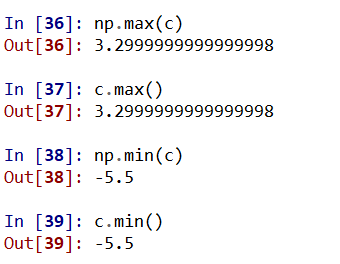 In [36]: np.max(c)
Out[36]: 3.2999999999999998
In [37]: c.max()
Out[37]: 3.2999999999999998
In [38]: np.min(c)
Out[38]: -5.5
In [39]: c.min()
Out[39]: -5.5